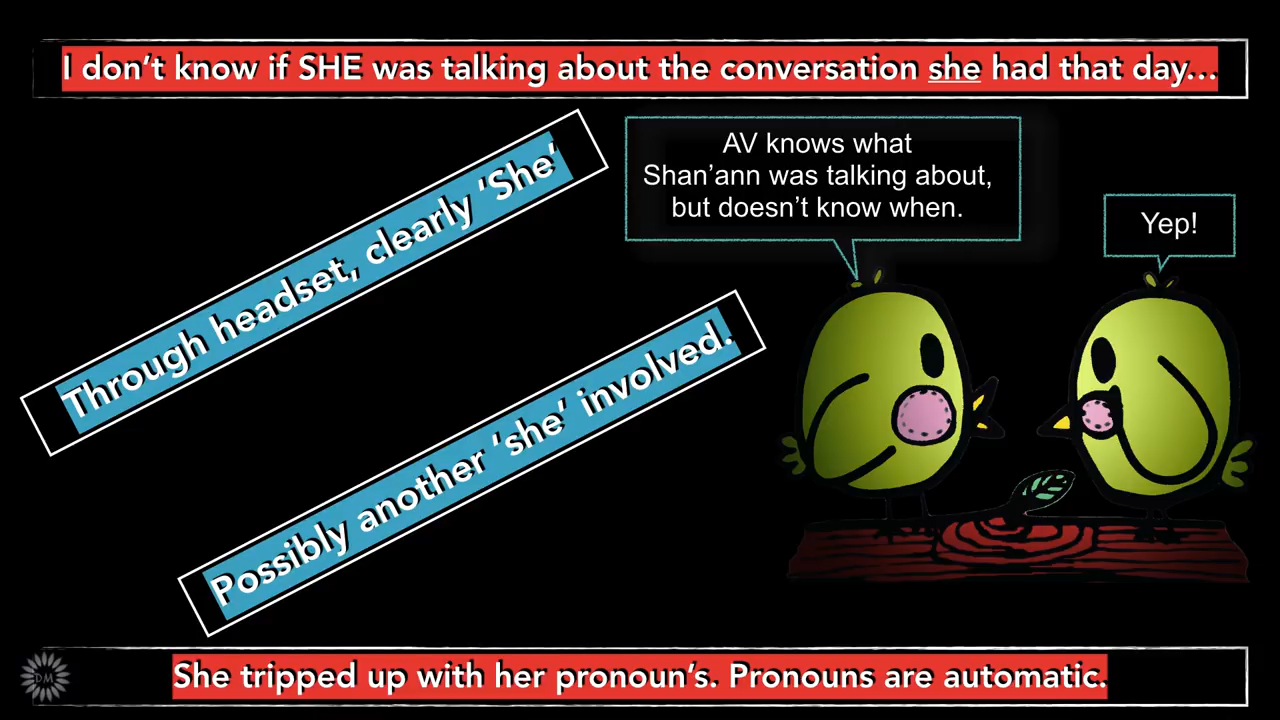 I don't know if SHE was talking about the conversation she had that day...
AV knows what
Shan'ann was talking about,
but doesn't know when.
Yep!
Through headset, clearly 'She'
Possibly another 'she' involved.
She tripped up with her pronoun's. Pronouns are automatic.
DM